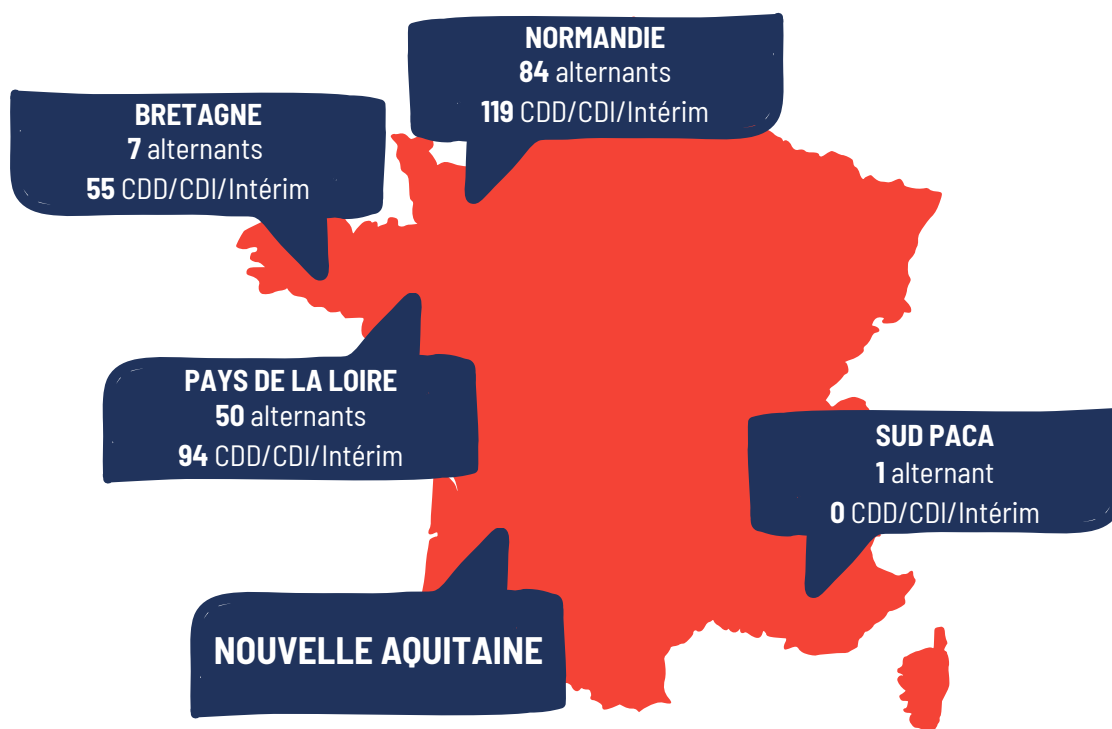 NORMANDIE
84 alternants
119 CDD/CDI/Intérim
BRETAGNE
7 alternants
55 CDD/CDI/Intérim
PAYS DE LA LOIRE
50 alternants
94 CDD/CDI/Intérim
SUD PACA
1 alternant
0 CDD/CDI/Intérim
NOUVELLE AQUITAINE